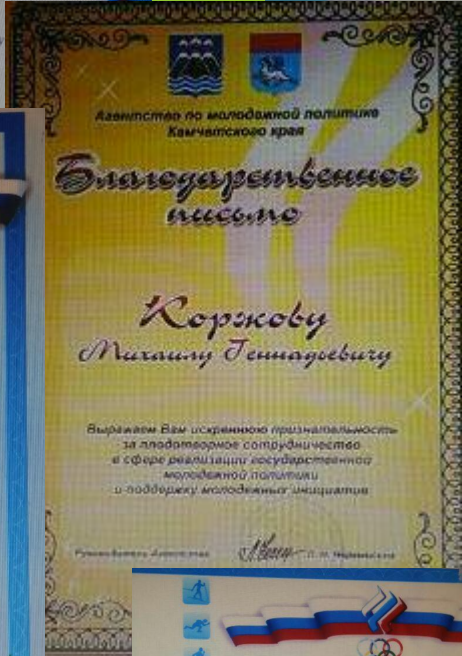 Агентство по молодежной политике
Камчатского края
Благодарственное
письмо
Коржову
Михаилу Геннадьевичу
Выражаем Вам искреннюю признательность
за плодотворное сотрудничество
в сфере реализации государственной
молодежной политики
и поддержку молодежных инициатив
Руководитель Агентства